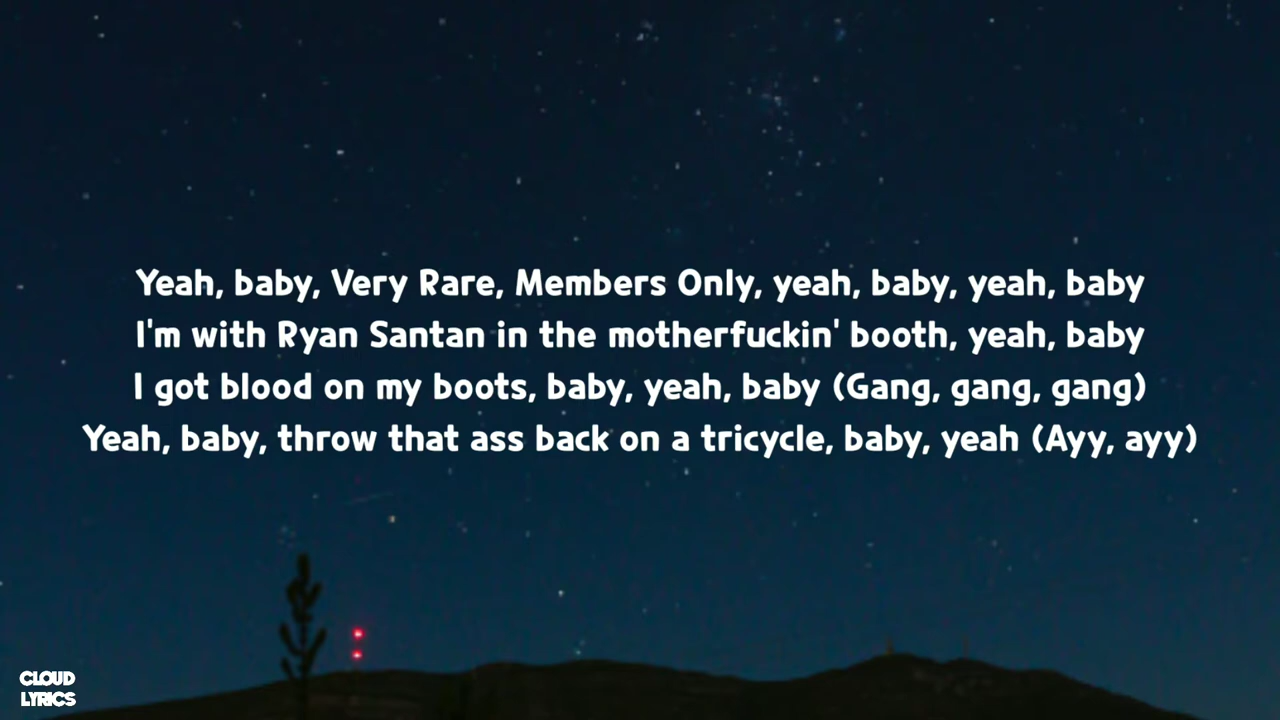 Yeah, baby, Very Rare, Members Only, yeah, baby, yeah, baby
I'm with Ryan Santan in the motherfuckin' booth, yeah, baby
I got blood on my boots, baby, yeah, baby (Gang, gang, gang)
Yeah, baby, throw that ass back on a tricycle, baby, yeah (Ayy, ayy)
CLOUD
LYRICS